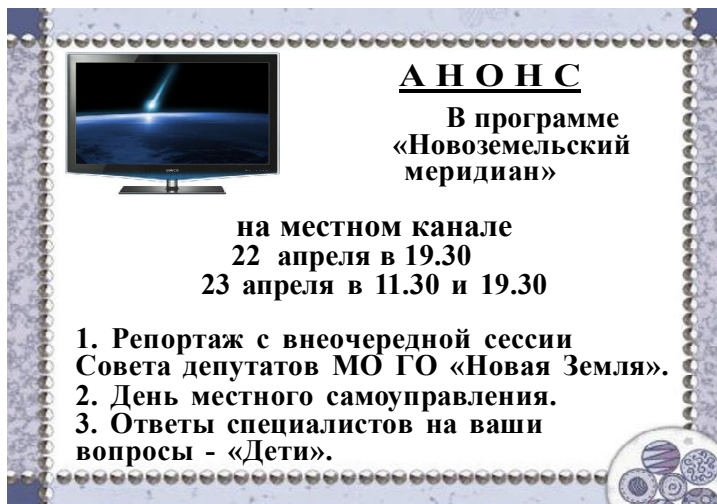 АНОНС
В программе
«Новоземельский
меридиан»
на местном канале
22 апреля в 19.30
23 апреля в 11.30 и 19.30
1. Репортаж с внеочередной сессии
Совета депутатов МО ГО «Новая Земля».
2. День местного самоуправления.
3. Ответы специалистов на ваши
вопросы - «Дети».